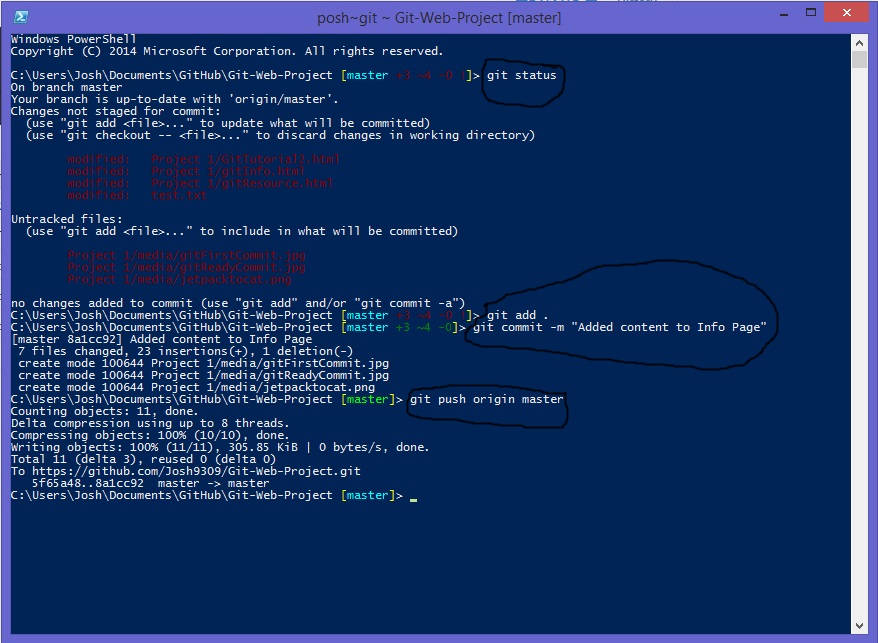 posh~git ~ Git-Web-Project [master]
Windows PowerShell
Copyright (C) 2014 Microsoft Corporation. All rights reserved.
C:\Users\Josh\Documents\GitHub\Git-Web-Project [master +3 ~4 -0 !]> git status
On branch master
Your branch is up-to-date with 'origin/master'.
Changes not staged for commit:
  (use "git add <file>..." to update what will be committed)
  (use "git checkout -- <file>..." to discard changes in working directory)
        modified:   Project 1/GitTutorial2.html
        modified:   Project 1/gitInfo.html
        modified:   Project 1/gitResource.html
        modified:   test.txt
Untracked files:
  (use "git add <file>..." to include in what will be committed)
        Project 1/media/gitFirstCommit.jpg
        Project 1/media/gitReadyCommit.jpg
        Project 1/media/jetpacktocat.png
no changes added to commit (use "git add" and/or "git commit -a")
C:\Users\Josh\Documents\GitHub\Git-Web-Project [master +3 ~4 -0 !]> git add .
C:\Users\Josh\Documents\GitHub\Git-Web-Project [master +3 ~4 -0]> git commit -m "Added content to Info Page"
[master 8a1cc92] Added content to Info Page
 7 files changed, 23 insertions(+), 1 deletion(-)
 create mode 100644 Project 1/media/gitFirstCommit.jpg
 create mode 100644 Project 1/media/gitReadyCommit.jpg
 create mode 100644 Project 1/media/jetpacktocat.png
C:\Users\Josh\Documents\GitHub\Git-Web-Project [master]> git push origin master
Counting objects: 11, done.
Delta compression using up to 8 threads.
Compressing objects: 100% (10/10), done.
Writing objects: 100% (11/11), 305.85 KiB | 0 bytes/s, done.
Total 11 (delta 3), reused 0 (delta 0)
To https://github.com/Josh9309/Git-Web-Project.git
   5f65a48..8a1cc92  master -> master
C:\Users\Josh\Documents\GitHub\Git-Web-Project [master]> _